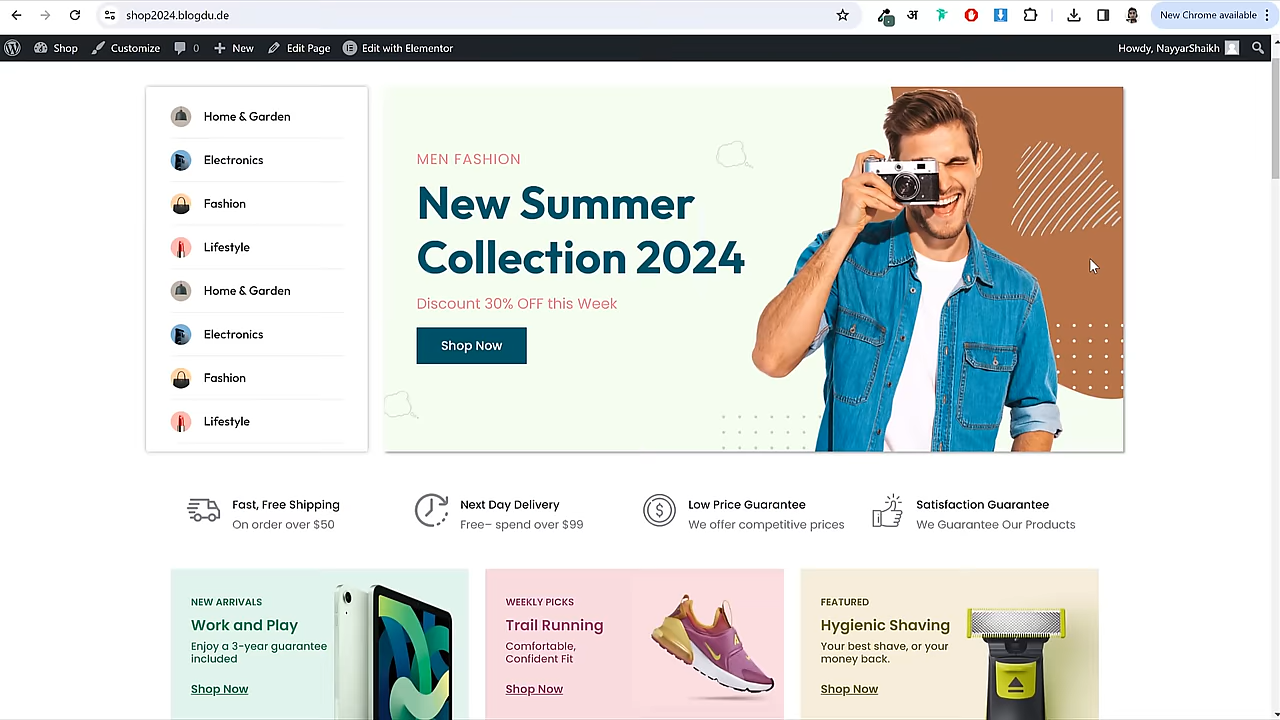 shop2024.blogdu.de
अ
New Chrome available
Shop
Customize
0
New
Edit Page
Edit with Elementor
Howdy, NayyarShaikh
Home & Garden
Electronics
Fashion
Lifestyle
Home & Garden
Electronics
Fashion
Lifestyle
MEN FASHION
New Summer
Collection 2024
Discount 30% OFF this Week
Shop Now
Fast, Free Shipping
On order over $50
Next Day Delivery
Free– spend over $99
Low Price Guarantee
We offer competitive prices
Satisfaction Guarantee
We Guarantee Our Products
NEW ARRIVALS
Work and Play
Enjoy a 3-year guarantee
included
Shop Now
WEEKLY PICKS
Trail Running
Comfortable,
Confident Fit
Shop Now
FEATURED
Hygienic Shaving
Your best shave, or your
money back.
Shop Now